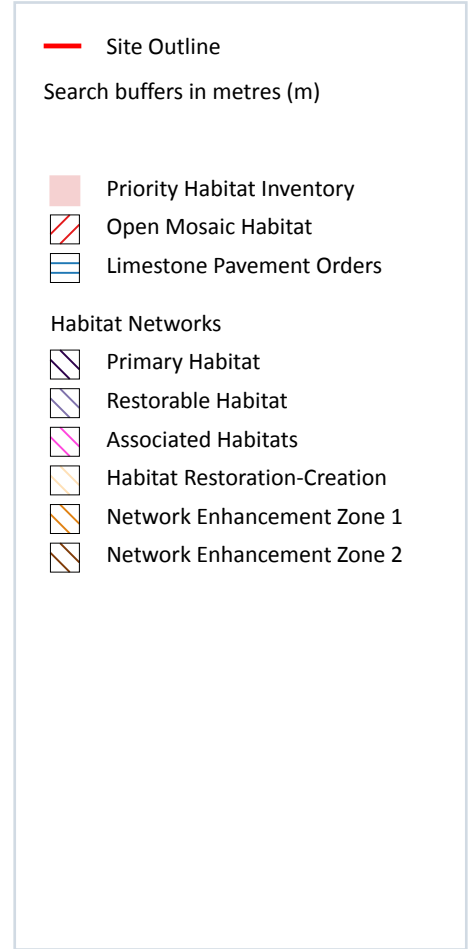 Site Outline
Search buffers in metres (m)
Priority Habitat Inventory
Open Mosaic Habitat
Limestone Pavement Orders
Habitat Networks
Primary Habitat
Restorable Habitat
Associated Habitats
Habitat Restoration-Creation
Network Enhancement Zone 1
Network Enhancement Zone 2